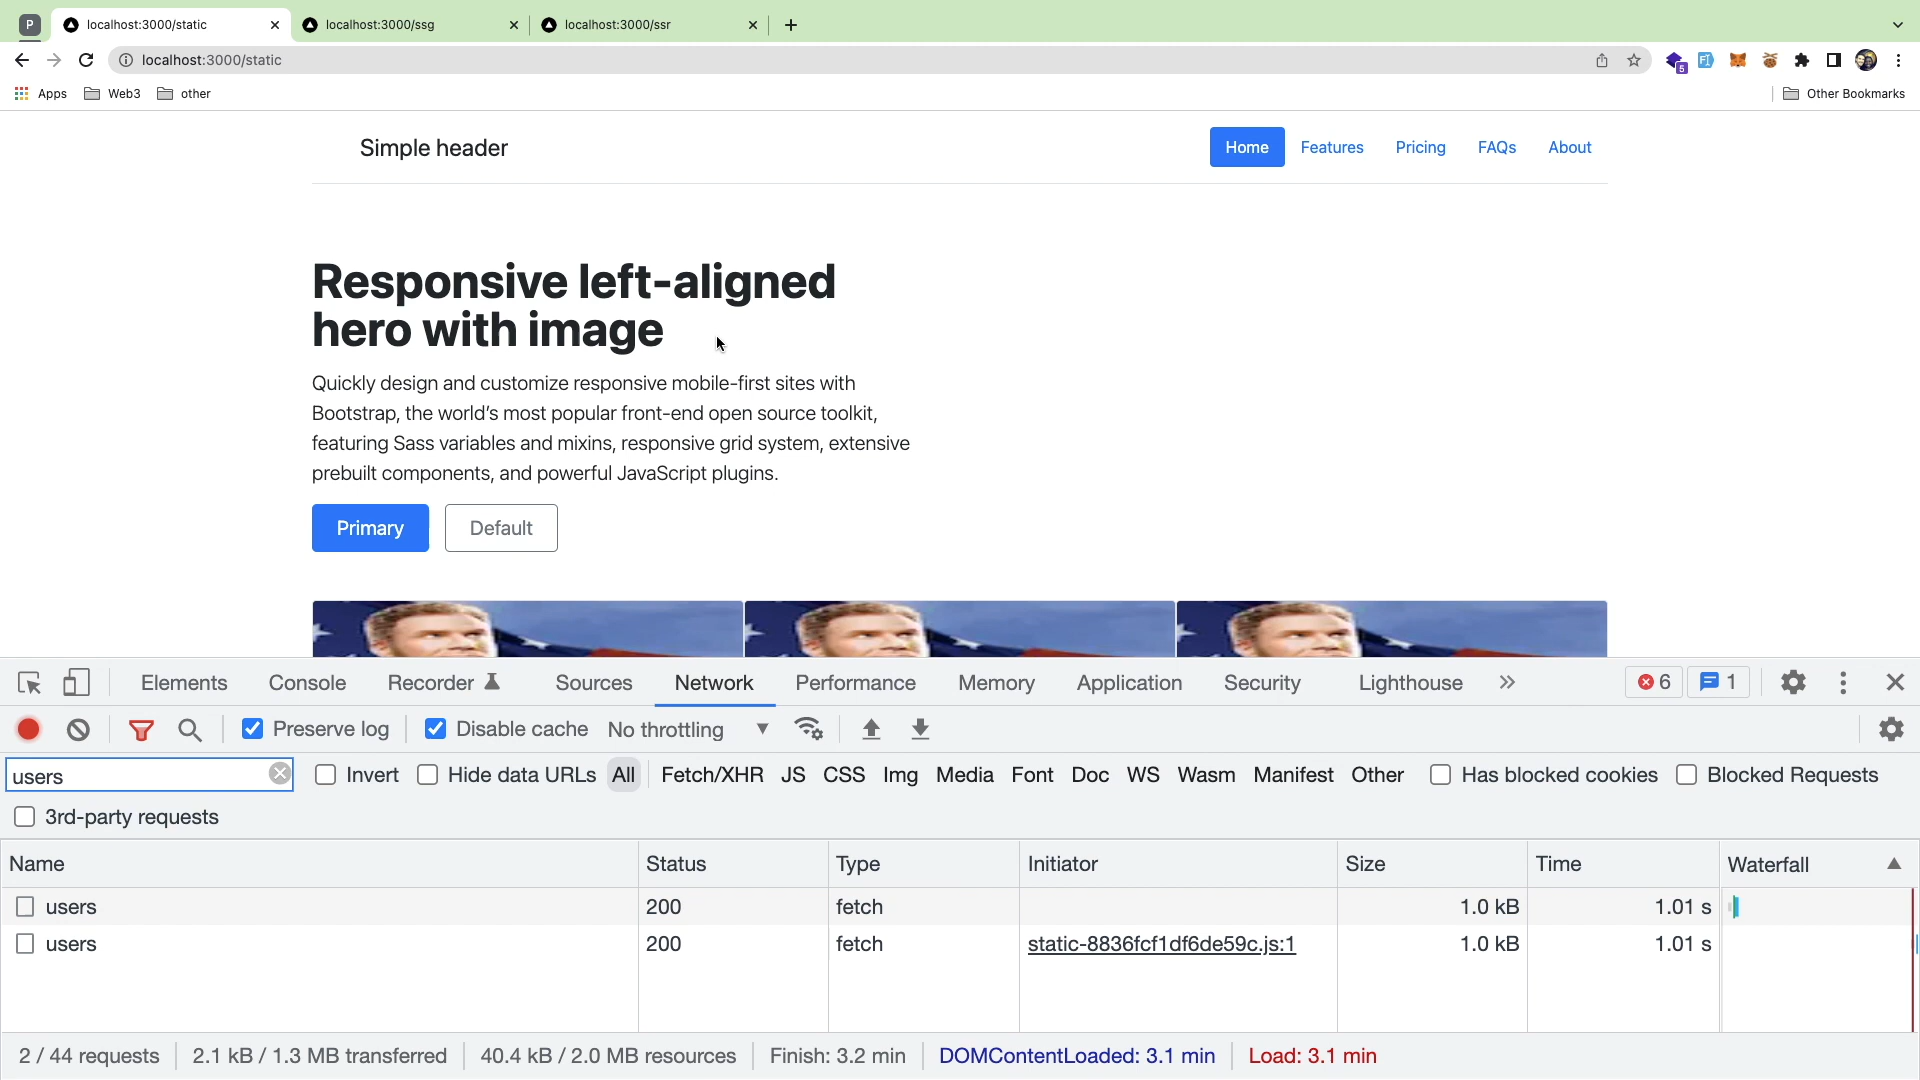 P
localhost:3000/static
localhost:3000/ssg
localhost:3000/ssr
localhost:3000/static
5
Apps
Web3
other
Other Bookmarks
Simple header
Home
Features
Pricing
FAQs
About
Responsive left-aligned
hero with image
Quickly design and customize responsive mobile-first sites with
Bootstrap, the world's most popular front-end open source toolkit,
featuring Sass variables and mixins, responsive grid system, extensive
prebuilt components, and powerful JavaScript plugins.
Primary
Default
Elements
Console
Recorder
Sources
Network
Performance
Memory
Application
Security
Lighthouse
6
1
Preserve log
Disable cache
No throttling
users
Invert
Hide data URLs
All
Fetch/XHR
JS
CSS
Img
Media
Font
Doc
WS
Wasm
Manifest
Other
Has blocked cookies
Blocked Requests
3rd-party requests
Name
Status
Type
Initiator
Size
Time
Waterfall
users
200
fetch
1.0 kB
1.01 s
users
200
fetch
static-8836fcf1df6de59c.js:1
1.0 kB
1.01 s
2 / 44 requests
2.1 kB / 1.3 MB transferred
40.4 kB / 2.0 MB resources
Finish: 3.2 min
DOMContentLoaded: 3.1 min
Load: 3.1 min